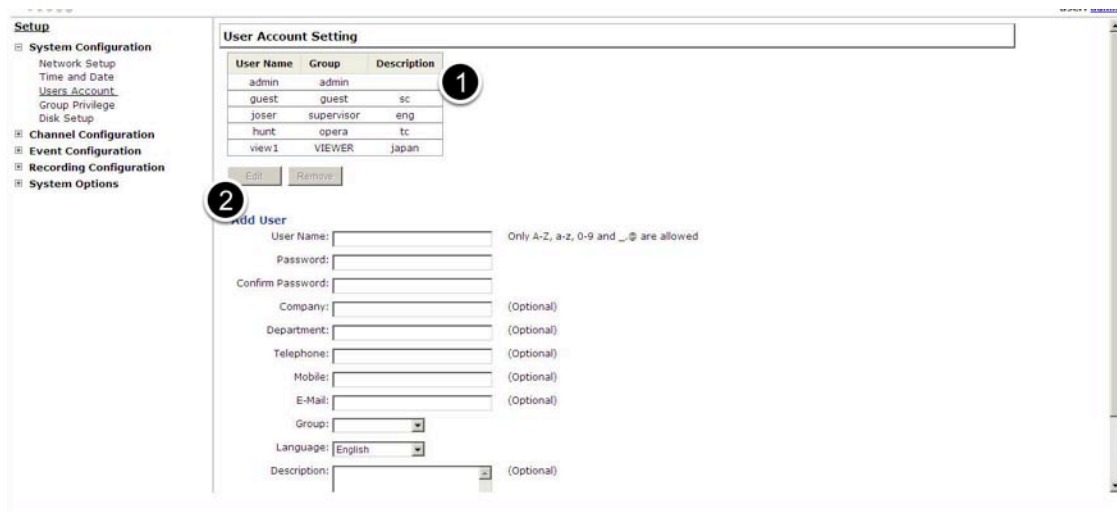 user: admin
Setup
System Configuration
Network Setup
Time and Date
Users Account
Group Privilege
Disk Setup
Channel Configuration
Event Configuration
Recording Configuration
System Options
User Account Setting
User Name Group Description
admin admin
guest guest sc
joser supervisor eng
hunt opera tc
view1 VIEWER japan
1
Edit Remove
2
Add User
User Name: Only A-Z, a-z, 0-9 and _.@ are allowed
Password:
Confirm Password:
Company: (Optional)
Department: (Optional)
Telephone: (Optional)
Mobile: (Optional)
E-Mail: (Optional)
Group:
Language: English
Description: (Optional)